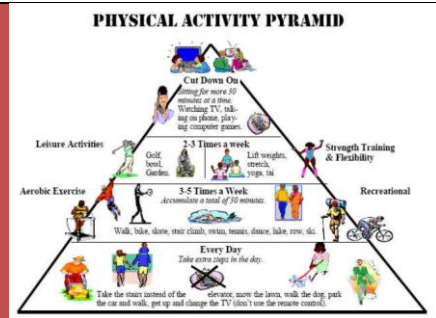 PHYSICAL ACTIVITY PYRAMID
Cut Down On
Sitting for more 30
minutes at a time.
Watching TV, talk-
ing on phone, play-
ing computer games.
Leisure Activities
2-3 Times a week
Strength Training
& Flexibility
Golf,
bowl,
Garden.
Lift weights,
stretch,
yoga, tai
Aerobic Exercise
3-5 Times a Week
Recreational
Accumulate a total of 30 minutes.
Walk, bike, skate, stair climb, swim, tennis, dance, hike, row, ski.
Every Day
Take extra steps in the day.
Take the stairs instead of the elevator, mow the lawn, walk the dog, park
the car and walk, get up and change the TV (don't use the remote control).